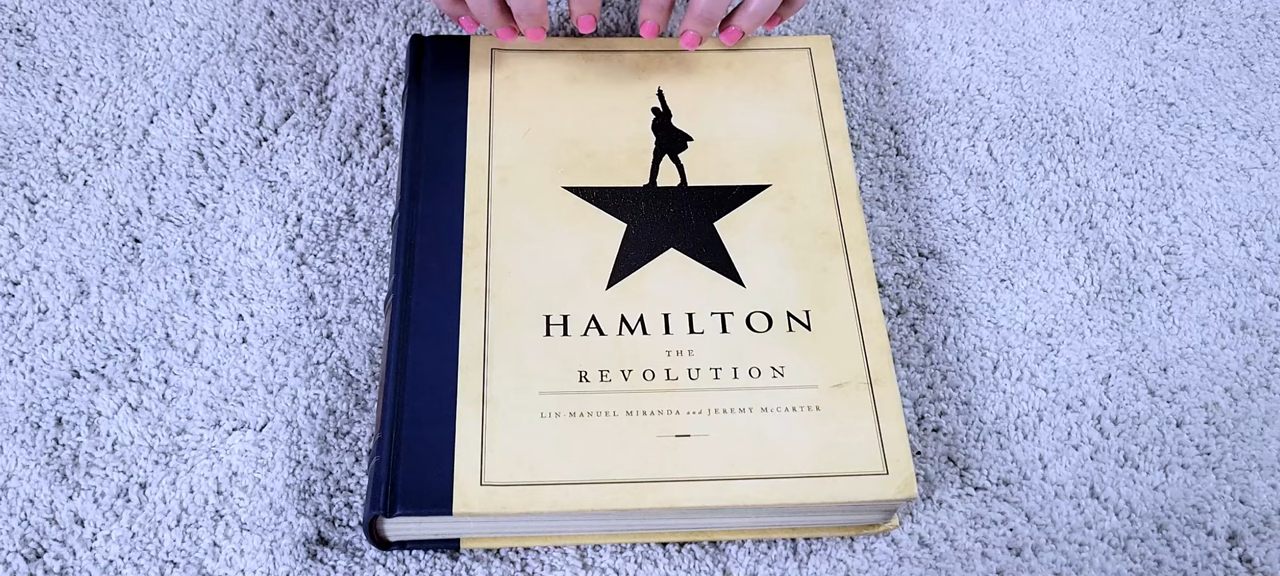 HAMILTON
THE
REVOLUTION
LIN-MANUEL MIRANDA and JEREMY McCARTER